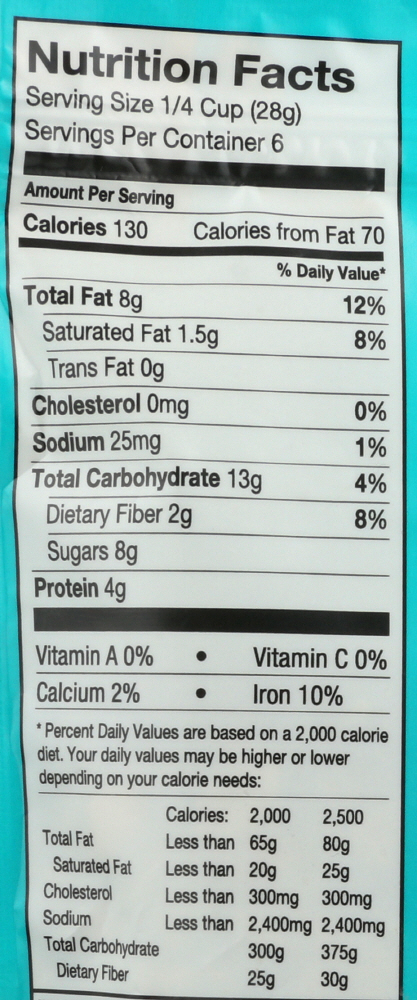 Nutrition Facts
Serving Size 1/4 Cup (28g)
Servings Per Container 6
Amount Per Serving
Calories 130 Calories from Fat 70
% Daily Value*
Total Fat 8g 12%
Saturated Fat 1.5g 8%
Trans Fat 0g
Cholesterol 0mg 0%
Sodium 25mg 1%
Total Carbohydrate 13g 4%
Dietary Fiber 2g 8%
Sugars 8g
Protein 4g
Vitamin A 0% • Vitamin C 0%
Calcium 2% • Iron 10%
* Percent Daily Values are based on a 2,000 calorie
diet. Your daily values may be higher or lower
depending on your calorie needs:
Calories: 2,000 2,500
Total Fat Less than 65g 80g
Saturated Fat Less than 20g 25g
Cholesterol Less than 300mg 300mg
Sodium Less than 2,400mg 2,400mg
Total Carbohydrate 300g 375g
Dietary Fiber 25g 30g